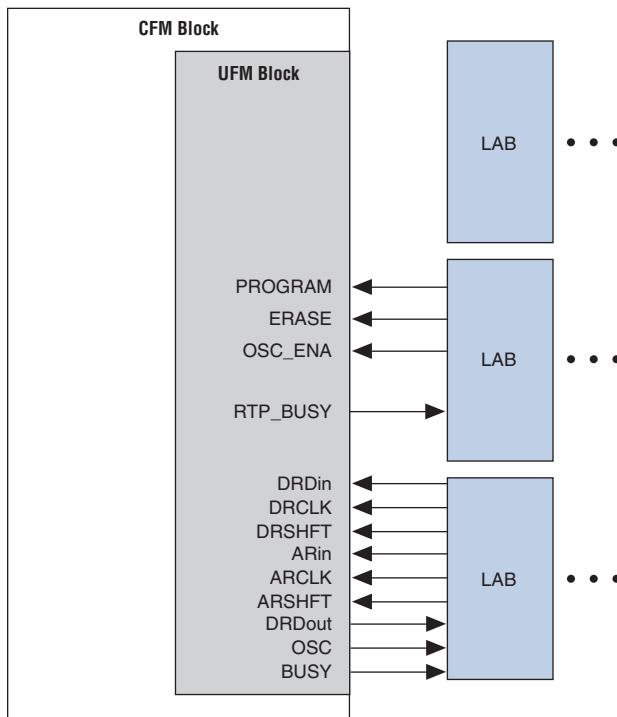 CFM Block
UFM Block
LAB
PROGRAM
ERASE
OSC_ENA
LAB
RTP_BUSY
DRDin
DRCLK
DRSHFT
ARin
LAB
ARCLK
ARSHFT
DRDout
OSC
BUSY